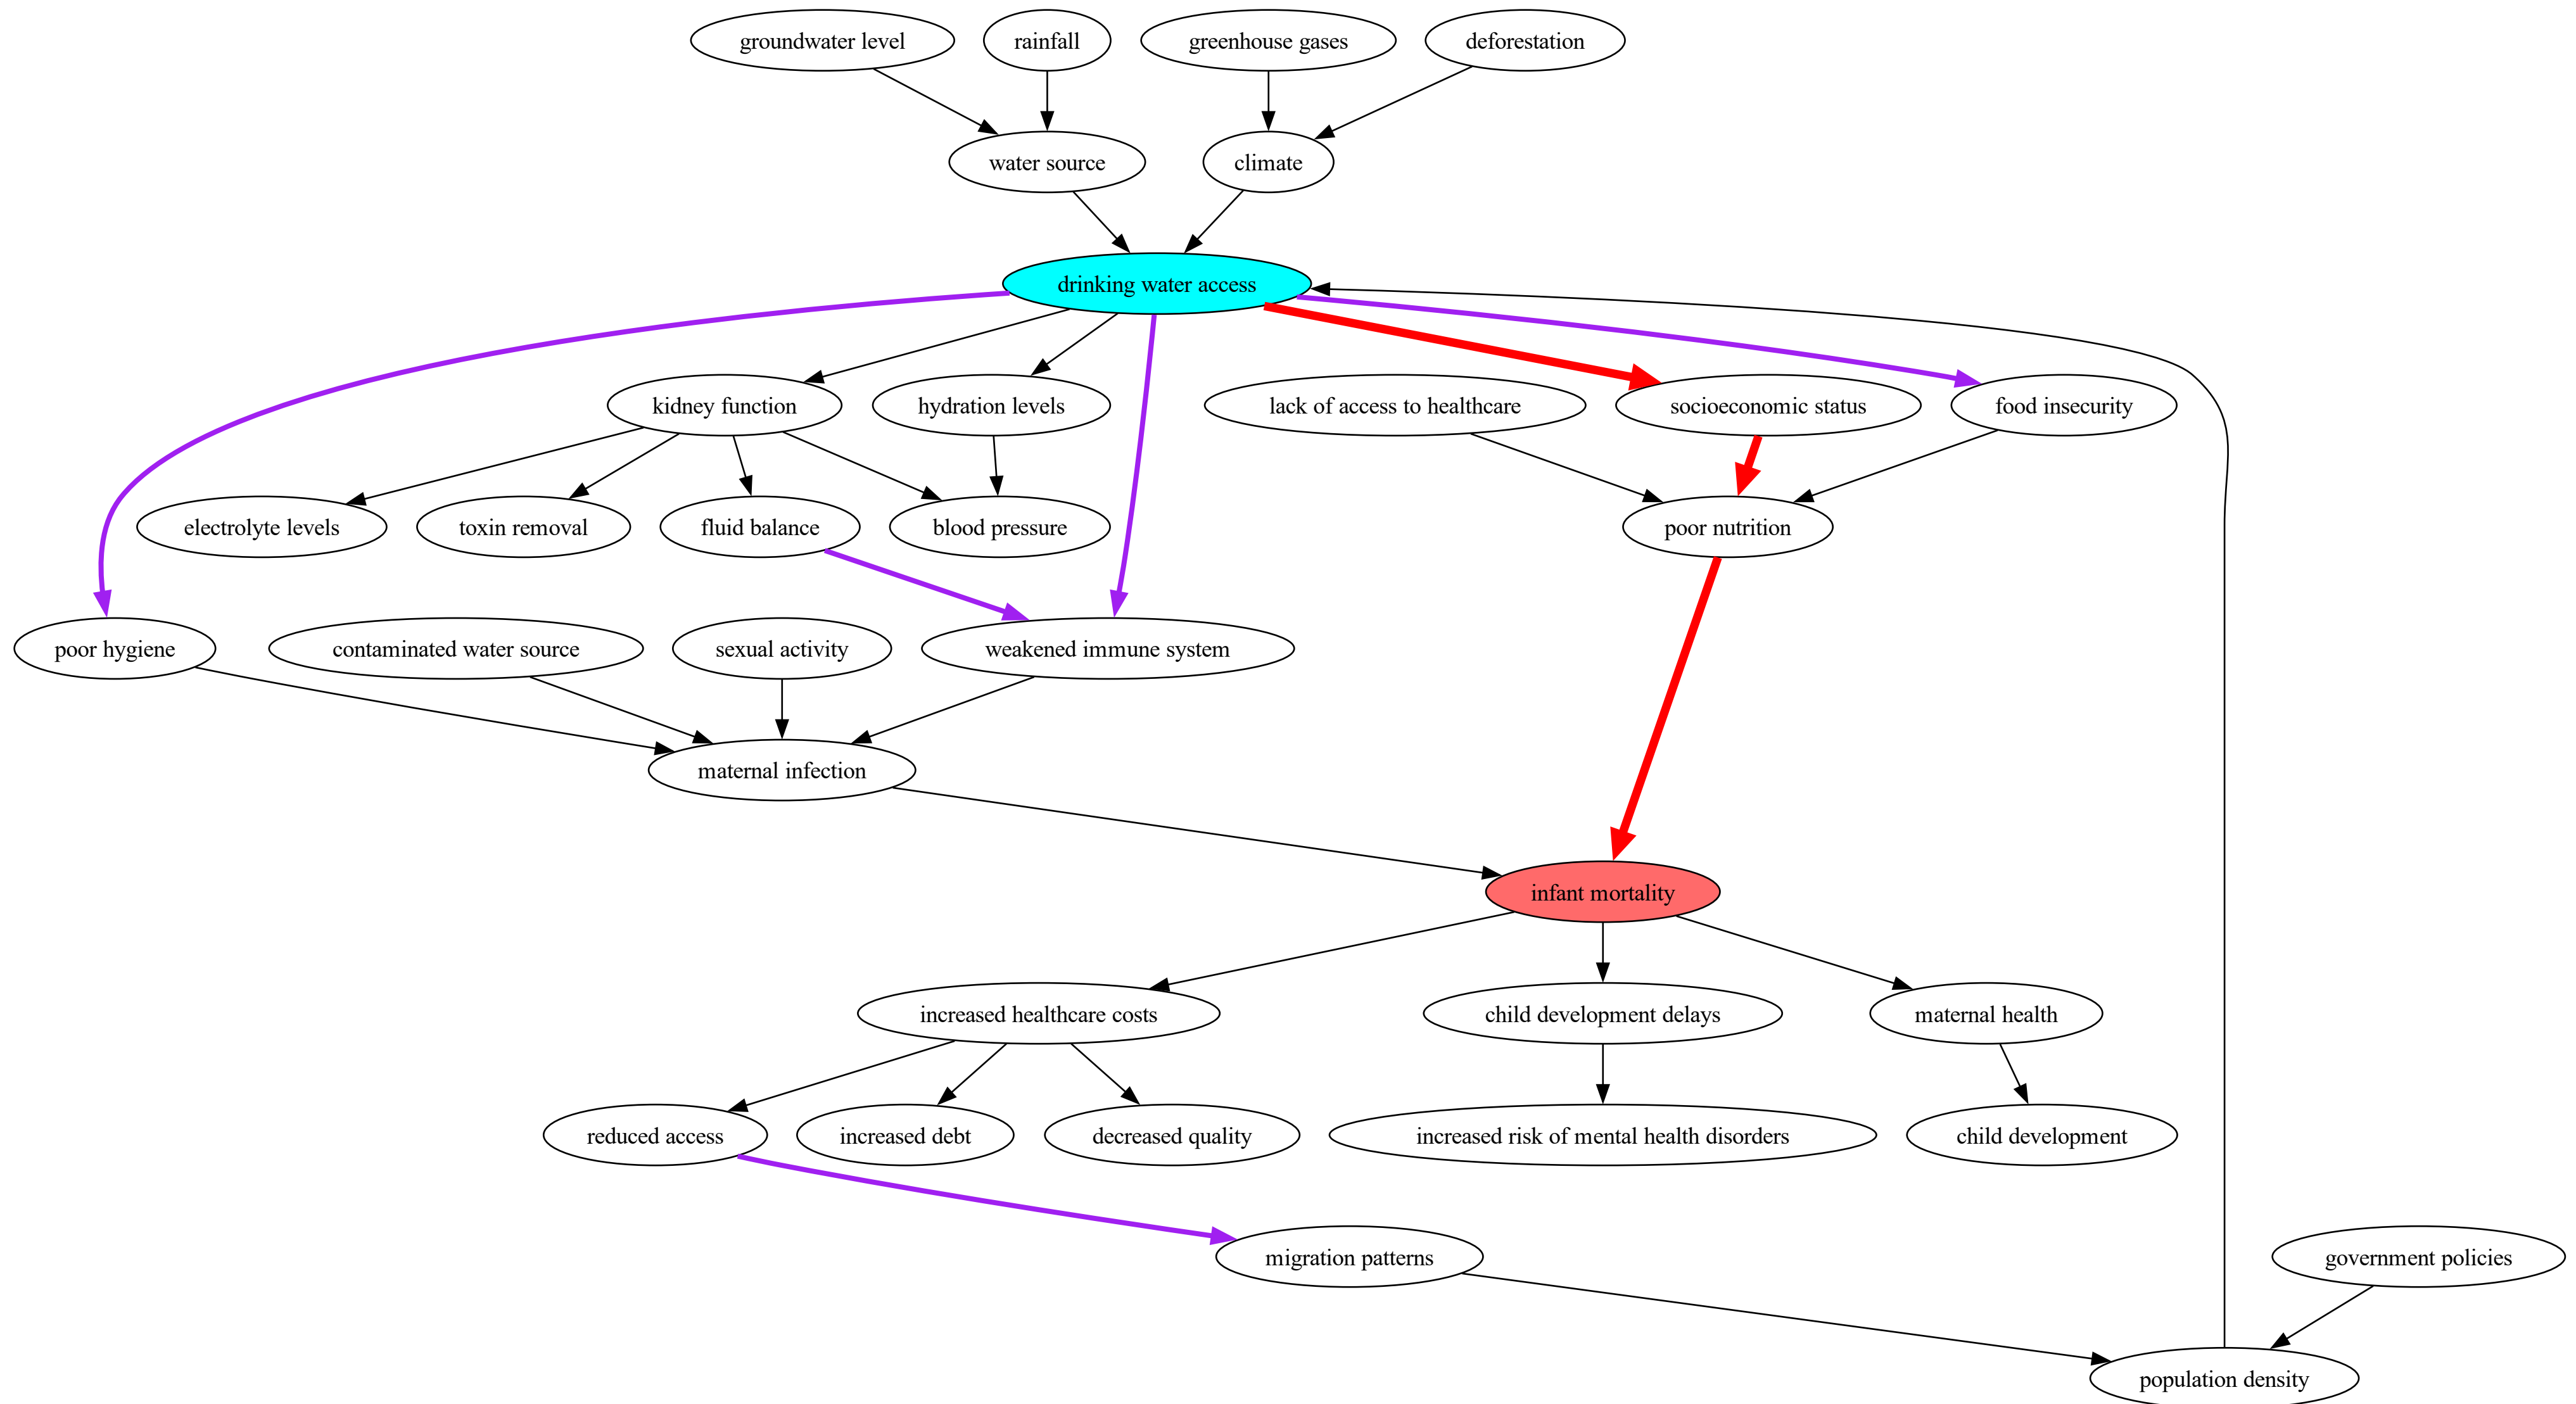 groundwater level
rainfall
greenhouse gases
deforestation
water source
climate
drinking water access
kidney function
hydration levels
lack of access to healthcare
socioeconomic status
food insecurity
electrolyte levels
toxin removal
fluid balance
blood pressure
poor nutrition
poor hygiene
contaminated water source
sexual activity
weakened immune system
maternal infection
infant mortality
increased healthcare costs
child development delays
maternal health
reduced access
increased debt
decreased quality
increased risk of mental health disorders
child development
migration patterns
government policies
population density